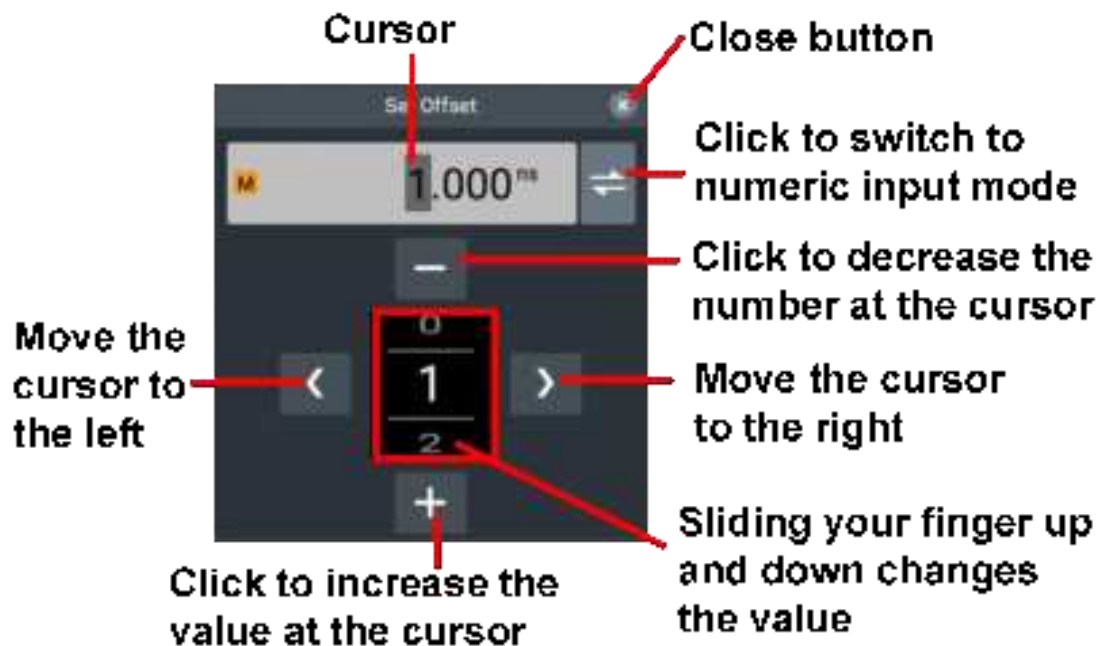 Cursor
Close button
Set Offset
M
1.000 ns
Click to switch to
numeric input mode
−
Click to decrease the
number at the cursor
0
Move the
cursor to
the left
‹
1
›
Move the cursor
to the right
2
+
Sliding your finger up
and down changes
the value
Click to increase the
value at the cursor